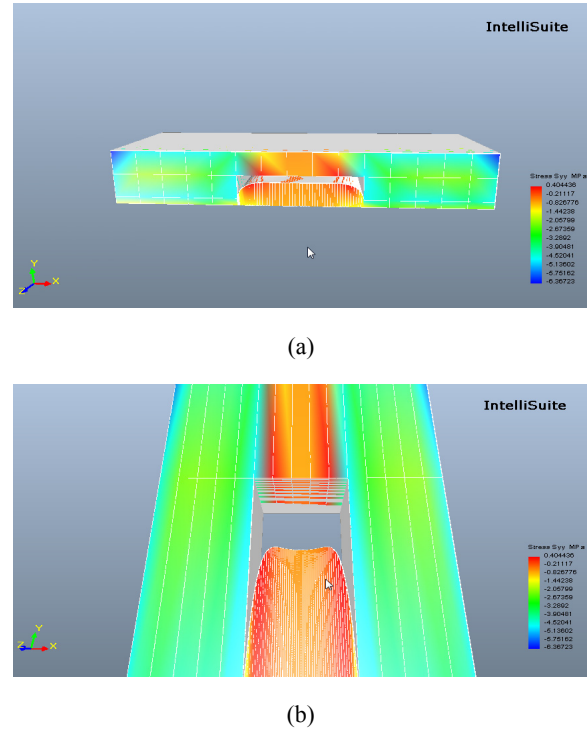 IntelliSuite
Stress Syy MPa
0.404436
-0.21117
-0.826776
-1.44238
-2.05799
-2.67359
-3.2892
-3.90481
-4.52041
-5.13602
-5.75162
-6.36723
Y
Z
X
(a)
IntelliSuite
Stress Syy MPa
0.404436
-0.21117
-0.826776
-1.44238
-2.05799
-2.67359
-3.2892
-3.90481
-4.52041
-5.13602
-5.75162
-6.36723
Y
Z X
(b)